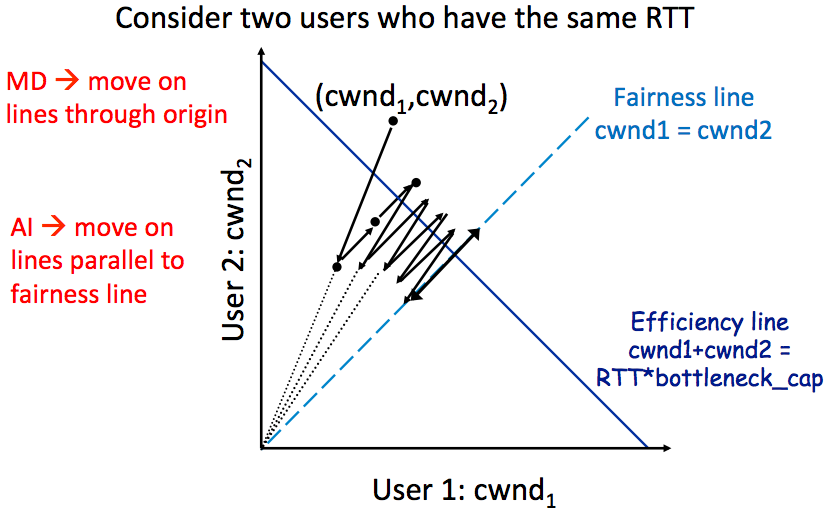 Consider two users who have the same RTT
MD → move on
lines through origin
(cwnd₁,cwnd₂)
Fairness line
cwnd1 = cwnd2
AI → move on
lines parallel to
fairness line
User 2: cwnd₂
Efficiency line
cwnd1+cwnd2 =
RTT*bottleneck_cap
User 1: cwnd₁